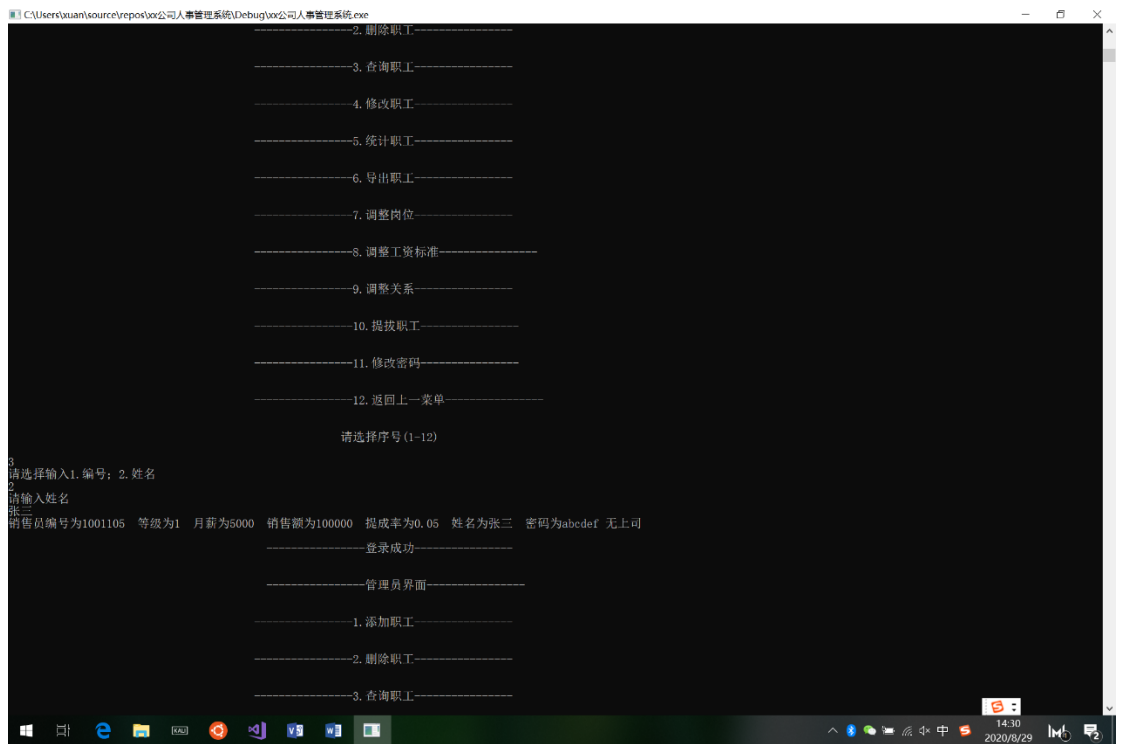 C:\Users\xuan\source\repos\xx公司人事管理系统\Debug\xx公司人事管理系统.exe
----------------2.删除职工----------------
----------------3.查询职工----------------
----------------4.修改职工----------------
----------------5.统计职工----------------
----------------6.导出职工----------------
----------------7.调整岗位----------------
----------------8.调整工资标准----------------
----------------9.调整关系----------------
----------------10.提拔职工----------------
----------------11.修改密码----------------
----------------12.返回上一菜单----------------
请选择序号(1-12)
3
请选择输入1.编号; 2.姓名
2
请输入姓名
张三
销售员编号为1001105 等级为1 月薪为5000 销售额为100000 提成率为0.05 姓名为张三 密码为abcdef 无上司
----------------登录成功----------------
----------------管理员界面----------------
----------------1.添加职工----------------
----------------2.删除职工----------------
----------------3.查询职工----------------
中
14:30
2020/8/29